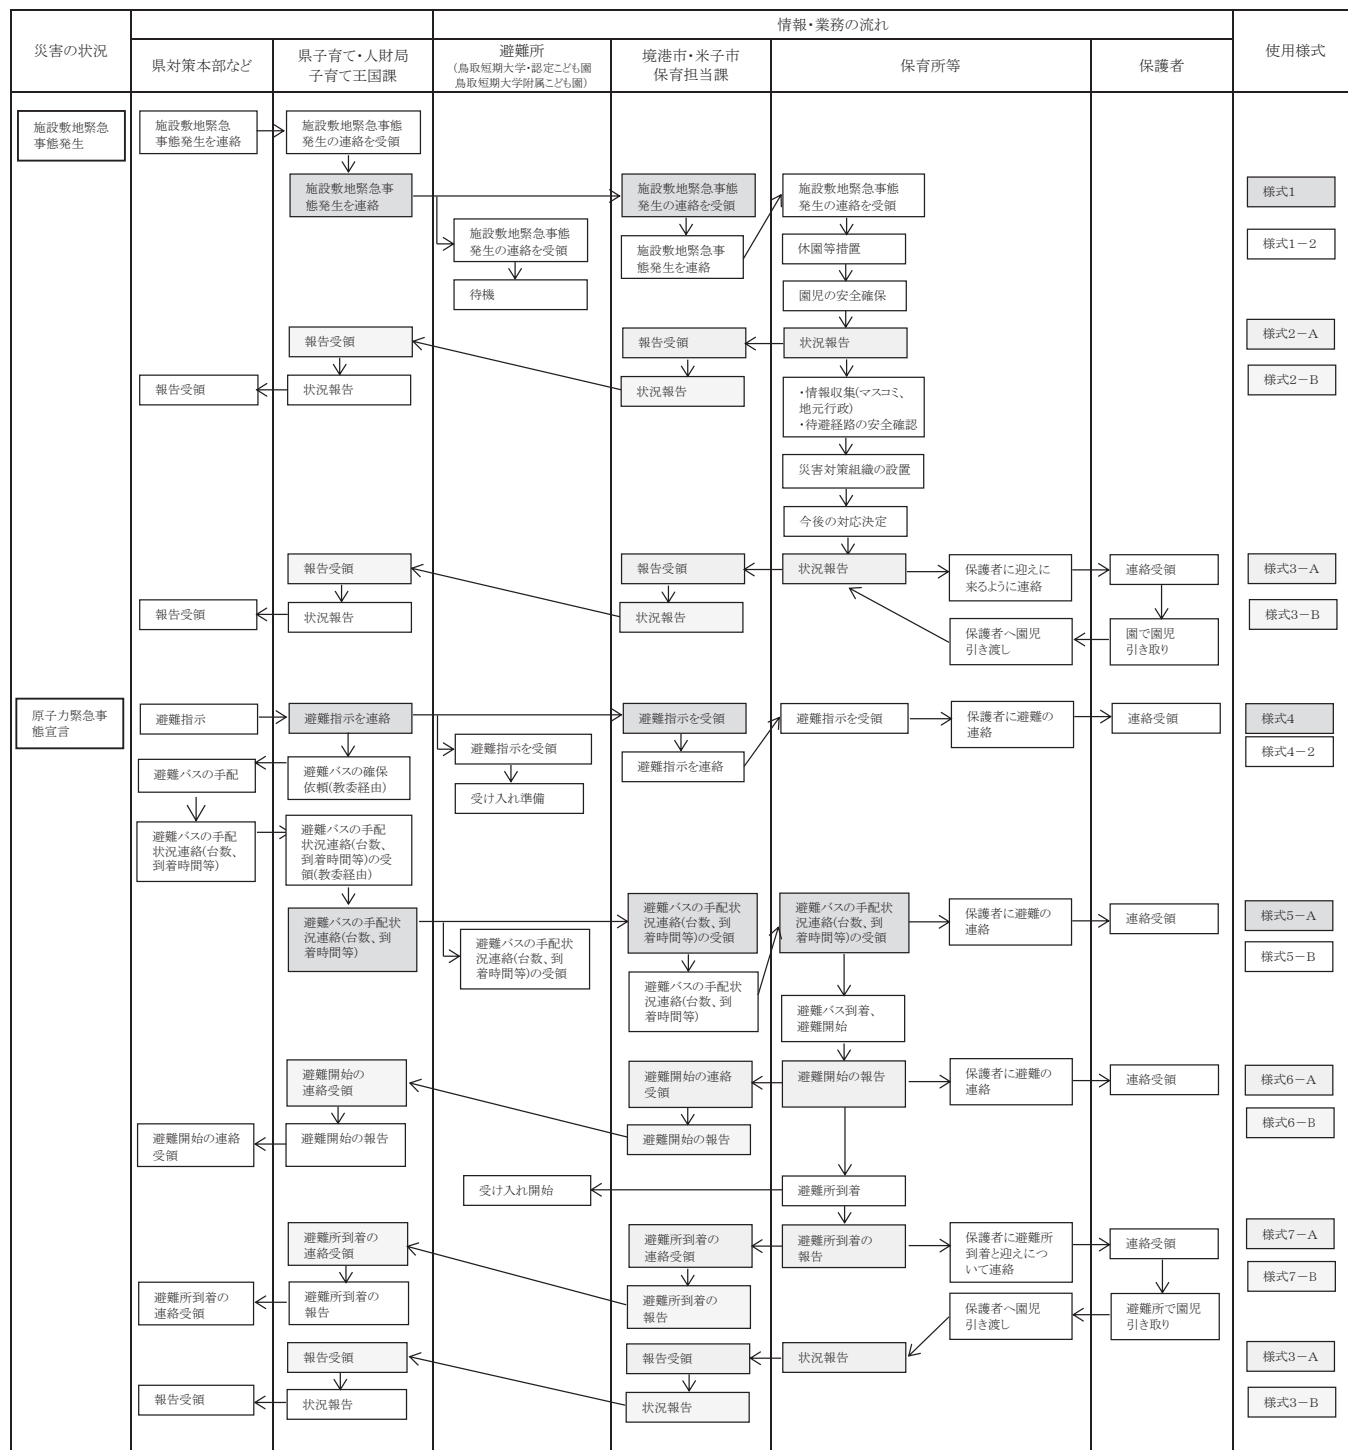 災害の状況
情報・業務の流れ
使用様式
県対策本部など
県子育て・人財局
子育て王国課
避難所
(鳥取短期大学・認定こども園
鳥取短期大学附属こども園)
境港市・米子市
保育担当課
保育所等
保護者
施設敷地緊急
事態発生
施設敷地緊急
事態発生を連絡
施設敷地緊急事態
発生の連絡を受領
施設敷地緊急事
態発生を連絡
施設敷地緊急事態
発生の連絡を受領
施設敷地緊急事態
発生の連絡を受領
様式1
施設敷地緊急事態
発生の連絡を受領
施設敷地緊急事
態発生を連絡
休園等措置
様式1-2
待機
園児の安全確保
報告受領
報告受領
状況報告
様式2-A
報告受領
状況報告
状況報告
・情報収集(マスコミ、
地元行政)
・待避経路の安全確認
様式2-B
災害対策組織の設置
今後の対応決定
報告受領
報告受領
状況報告
保護者に迎えに
来るように連絡
連絡受領
様式3-A
報告受領
状況報告
状況報告
保護者へ園児
引き渡し
園で園児
引き取り
様式3-B
原子力緊急事
態宣言
避難指示
避難指示を連絡
避難指示を受領
避難指示を受領
保護者に避難の
連絡
連絡受領
様式4
避難バスの手配
避難バスの確保
依頼(教委経由)
避難指示を受領
避難指示を連絡
様式4-2
受け入れ準備
避難バスの手配
状況連絡(台数、
到着時間等)
避難バスの手配
状況連絡(台数、
到着時間等)の受
領(教委経由)
避難バスの手配状
況連絡(台数、到
着時間等)
避難バスの手配状
況連絡(台数、到
着時間等)の受領
避難バスの手配状
況連絡(台数、到
着時間等)の受領
保護者に避難の
連絡
連絡受領
様式5-A
避難バスの手配状
況連絡(台数、到
着時間等)の受領
様式5-B
避難バスの手配状
況連絡(台数、到
着時間等)
避難バス到着、
避難開始
避難開始の
連絡受領
避難開始の連絡
受領
避難開始の報告
保護者に避難の
連絡
連絡受領
様式6-A
避難開始の連絡
受領
避難開始の報告
避難開始の報告
様式6-B
受け入れ開始
避難所到着
避難所到着の
連絡受領
避難所到着の
連絡受領
避難所到着の
報告
保護者に避難所
到着と迎えにつ
いて連絡
連絡受領
様式7-A
避難所到着の
連絡受領
避難所到着の
報告
避難所到着の
報告
保護者へ園児
引き渡し
避難所で園児
引き取り
様式7-B
報告受領
報告受領
状況報告
様式3-A
報告受領
状況報告
状況報告
様式3-B